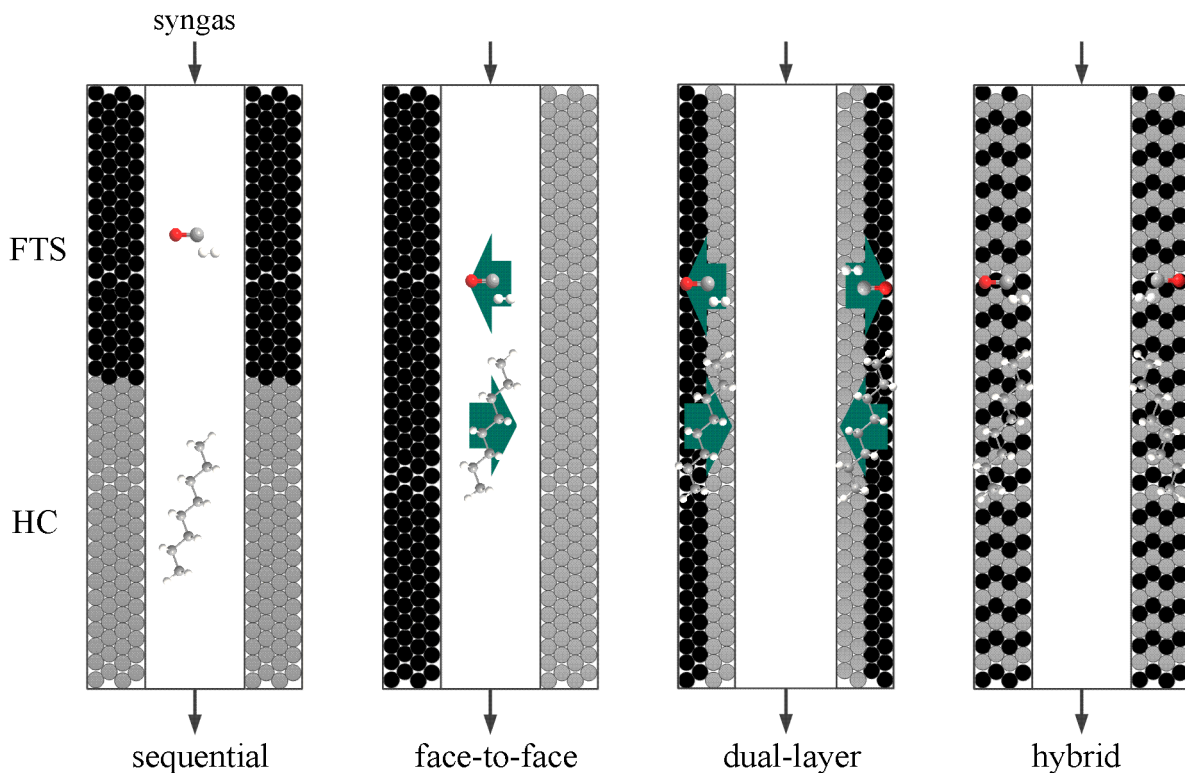 syngas
FTS
HC
sequential
face-to-face
dual-layer
hybrid